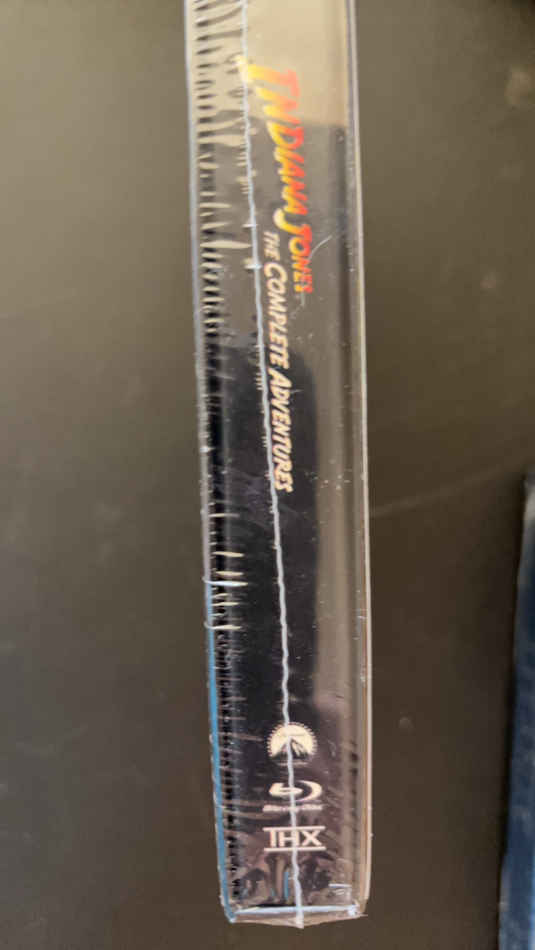 INDIANA JONES
THE COMPLETE ADVENTURES
Blu-ray Disc
THX